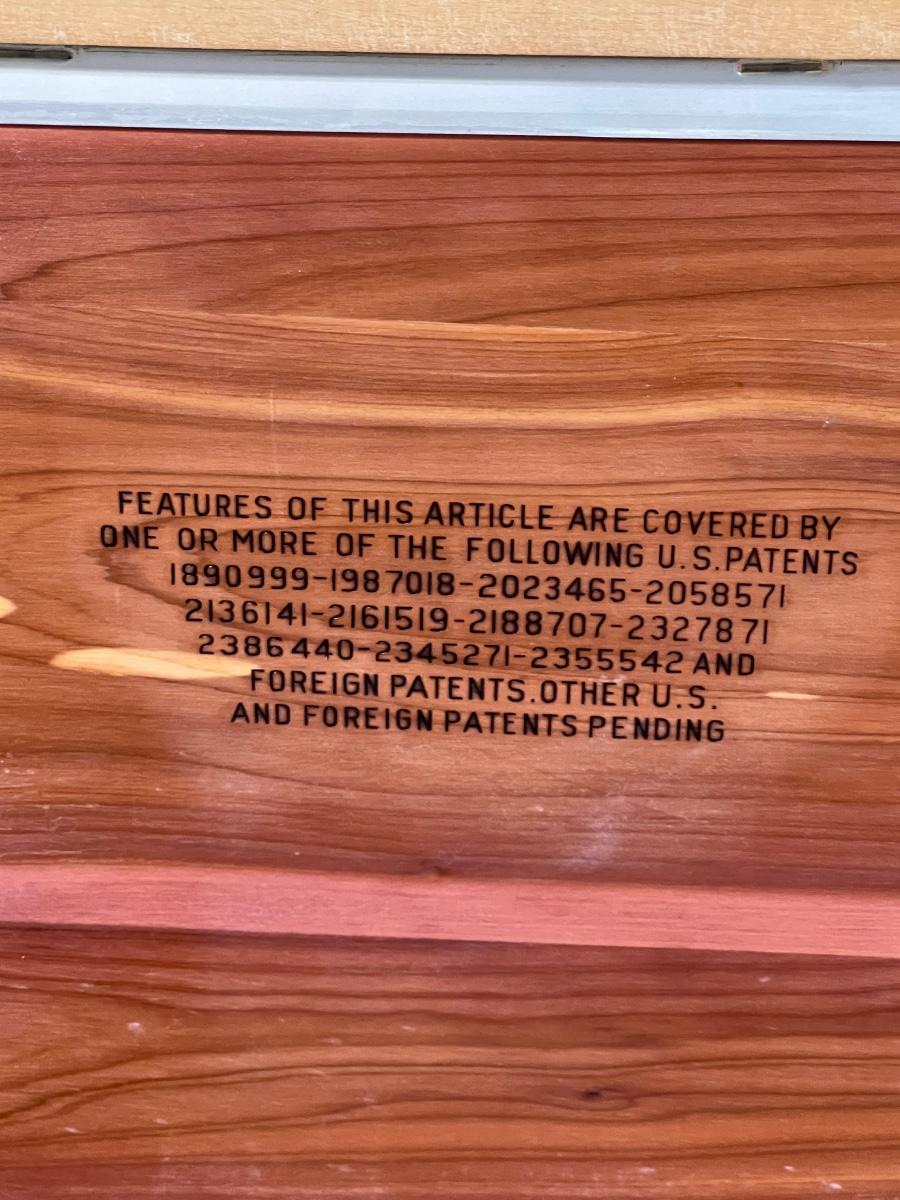 FEATURES OF THIS ARTICLE ARE COVERED BY
ONE OR MORE OF THE FOLLOWING U.S.PATENTS
1890999-1987018-2023465-2058571
2136141-2161519-2188707-2327871
2386440-2345271-2355542 AND
FOREIGN PATENTS.OTHER U.S.
AND FOREIGN PATENTS PENDING